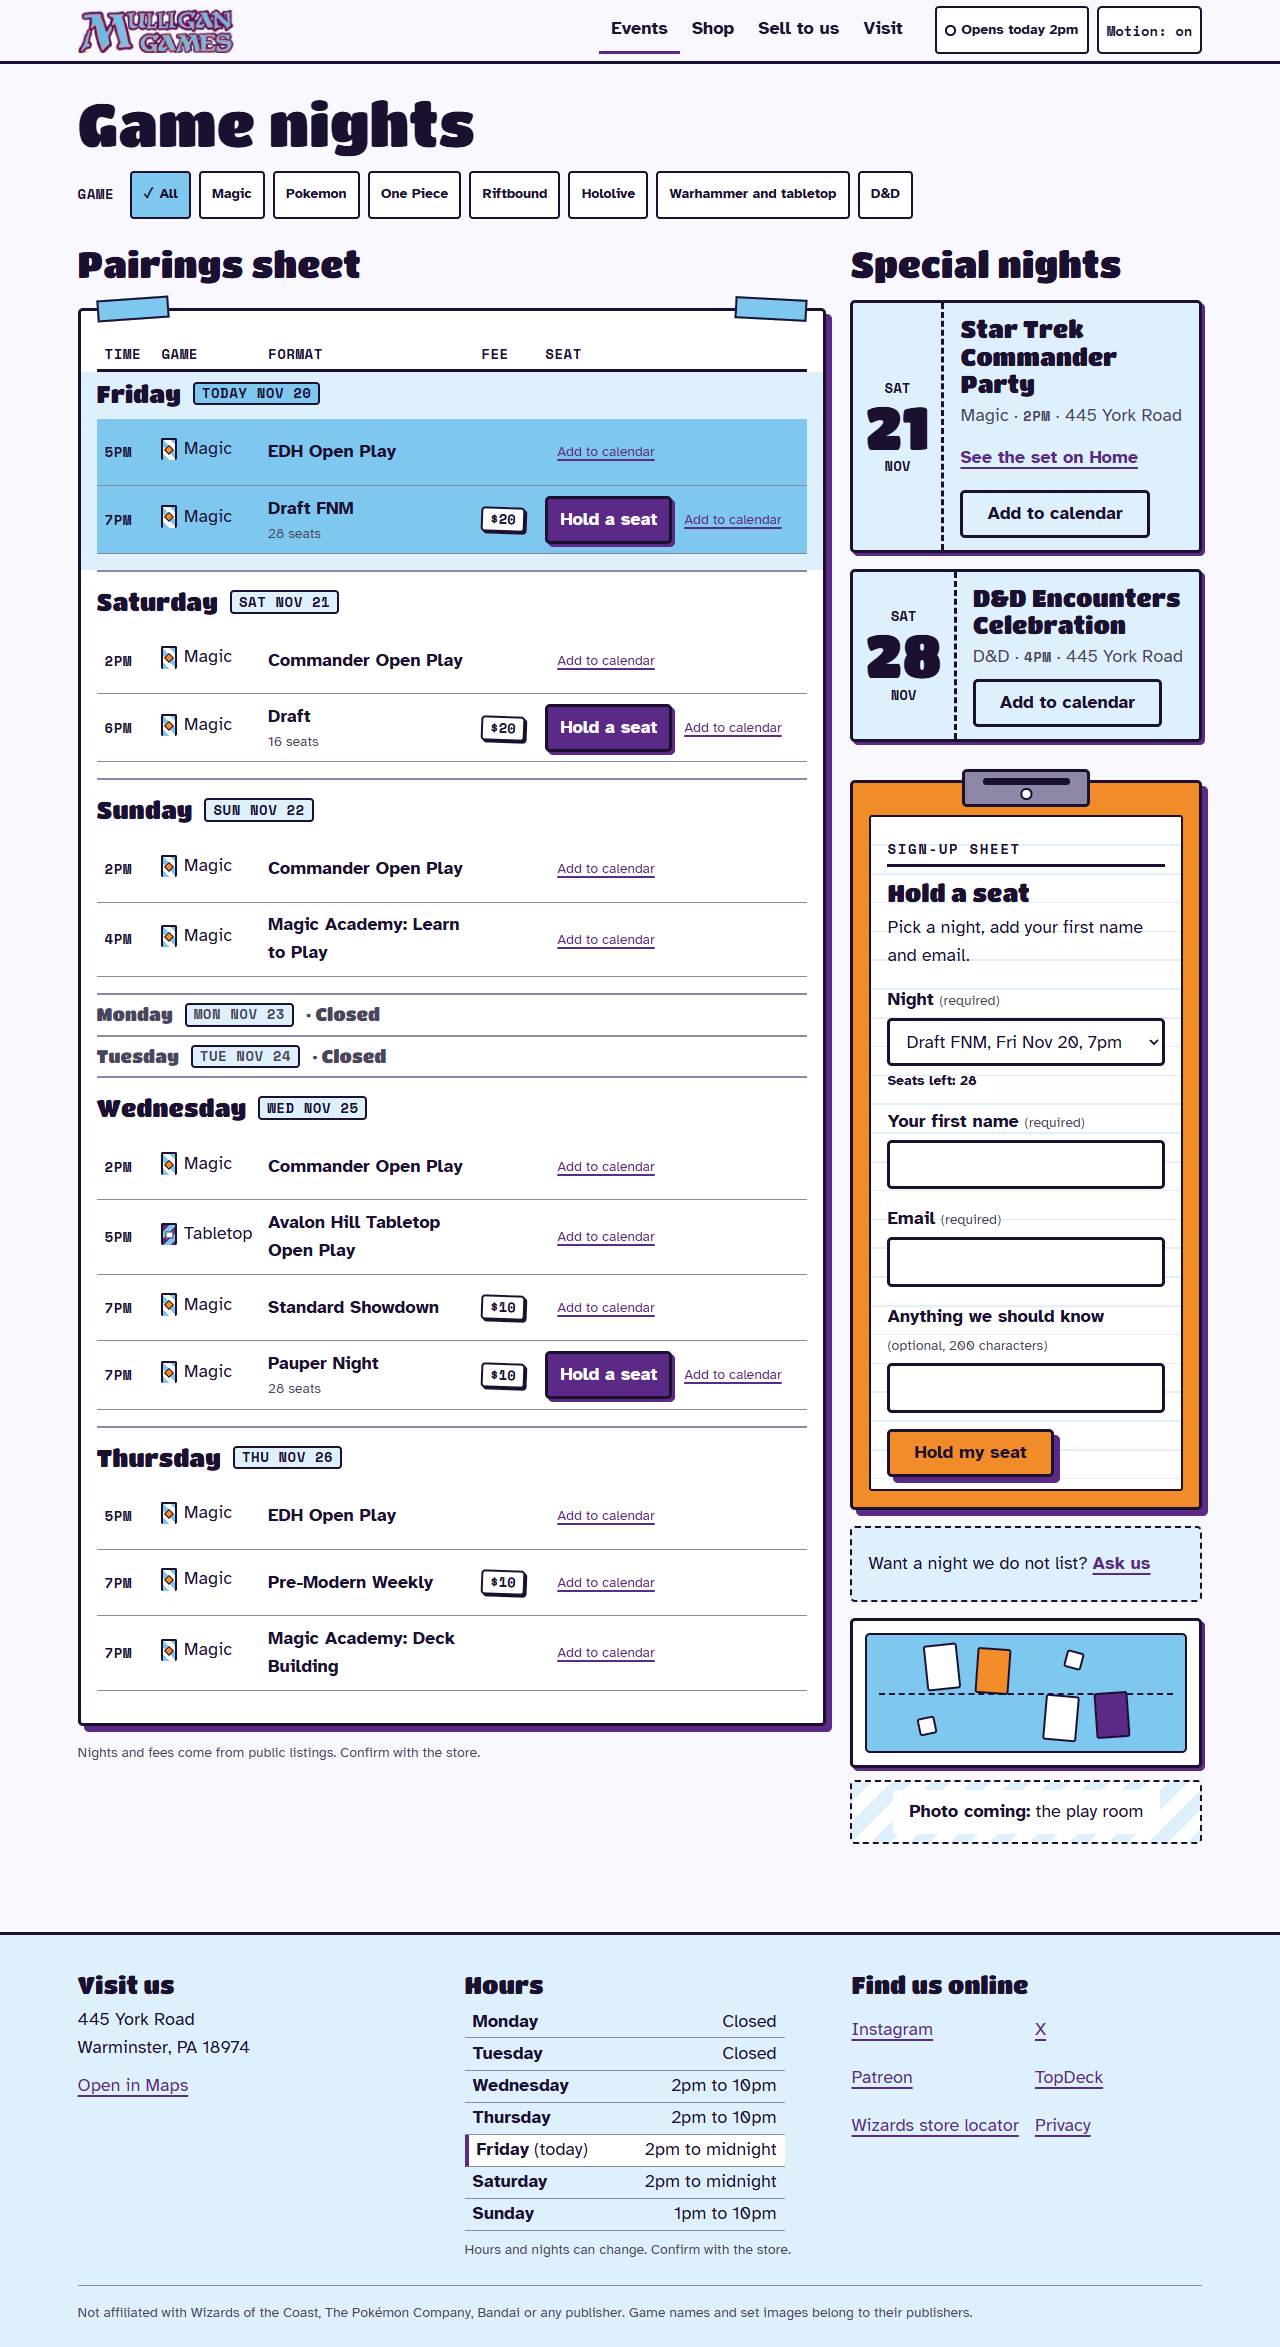 MULLIGAN GAMES
Events Shop Sell to us Visit Opens today 2pm Motion: on
Game nights
GAME ✓ All Magic Pokemon One Piece Riftbound Hololive Warhammer and tabletop D&D
Pairings sheet
TIME GAME FORMAT FEE SEAT
Friday TODAY NOV 20
5PM Magic EDH Open Play Add to calendar
7PM Magic Draft FNM $20 Hold a seat Add to calendar
28 seats
Saturday SAT NOV 21
2PM Magic Commander Open Play Add to calendar
6PM Magic Draft $20 Hold a seat Add to calendar
16 seats
Sunday SUN NOV 22
2PM Magic Commander Open Play Add to calendar
4PM Magic Magic Academy: Learn Add to calendar
to Play
Monday MON NOV 23 · Closed
Tuesday TUE NOV 24 · Closed
Wednesday WED NOV 25
2PM Magic Commander Open Play Add to calendar
5PM Tabletop Avalon Hill Tabletop Add to calendar
Open Play
7PM Magic Standard Showdown $10 Add to calendar
7PM Magic Pauper Night $10 Hold a seat Add to calendar
28 seats
Thursday THU NOV 26
5PM Magic EDH Open Play Add to calendar
7PM Magic Pre-Modern Weekly $10 Add to calendar
7PM Magic Magic Academy: Deck Add to calendar
Building
Nights and fees come from public listings. Confirm with the store.
Special nights
SAT
21
NOV
Star Trek
Commander
Party
Magic · 2PM · 445 York Road
See the set on Home
Add to calendar
SAT
28
NOV
D&D Encounters
Celebration
D&D · 4PM · 445 York Road
Add to calendar
SIGN-UP SHEET
Hold a seat
Pick a night, add your first name
and email.
Night (required)
Draft FNM, Fri Nov 20, 7pm
Seats left: 28
Your first name (required)
Email (required)
Anything we should know
(optional, 200 characters)
Hold my seat
Want a night we do not list? Ask us
Photo coming: the play room
Visit us
445 York Road
Warminster, PA 18974
Open in Maps
Hours
Monday Closed
Tuesday Closed
Wednesday 2pm to 10pm
Thursday 2pm to 10pm
Friday (today) 2pm to midnight
Saturday 2pm to midnight
Sunday 1pm to 10pm
Hours and nights can change. Confirm with the store.
Find us online
Instagram X
Patreon TopDeck
Wizards store locator Privacy
Not affiliated with Wizards of the Coast, The Pokémon Company, Bandai or any publisher. Game names and set images belong to their publishers.